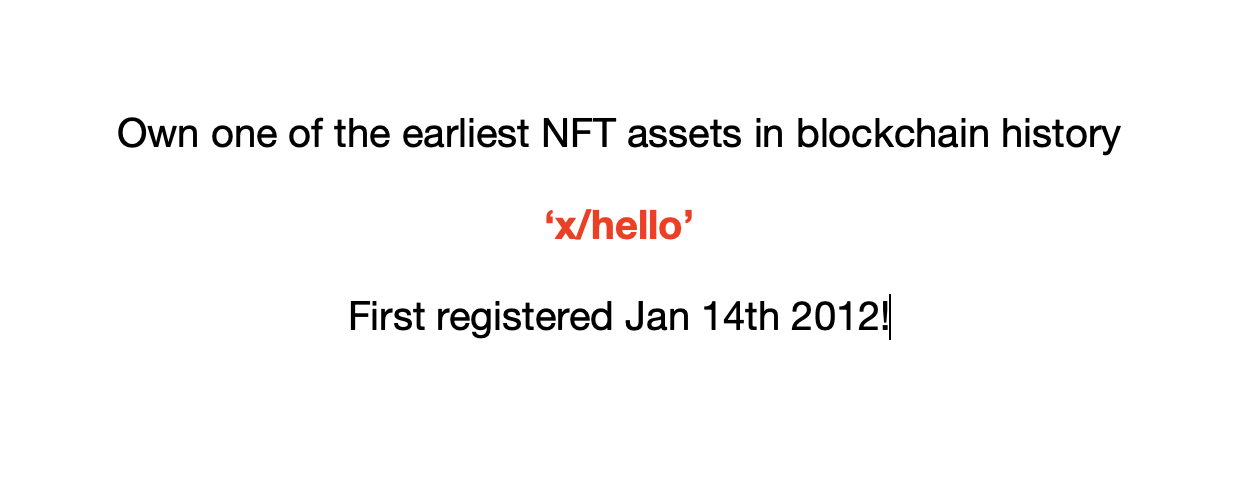 Own one of the earliest NFT assets in blockchain history
‘x/hello’
First registered Jan 14th 2012!